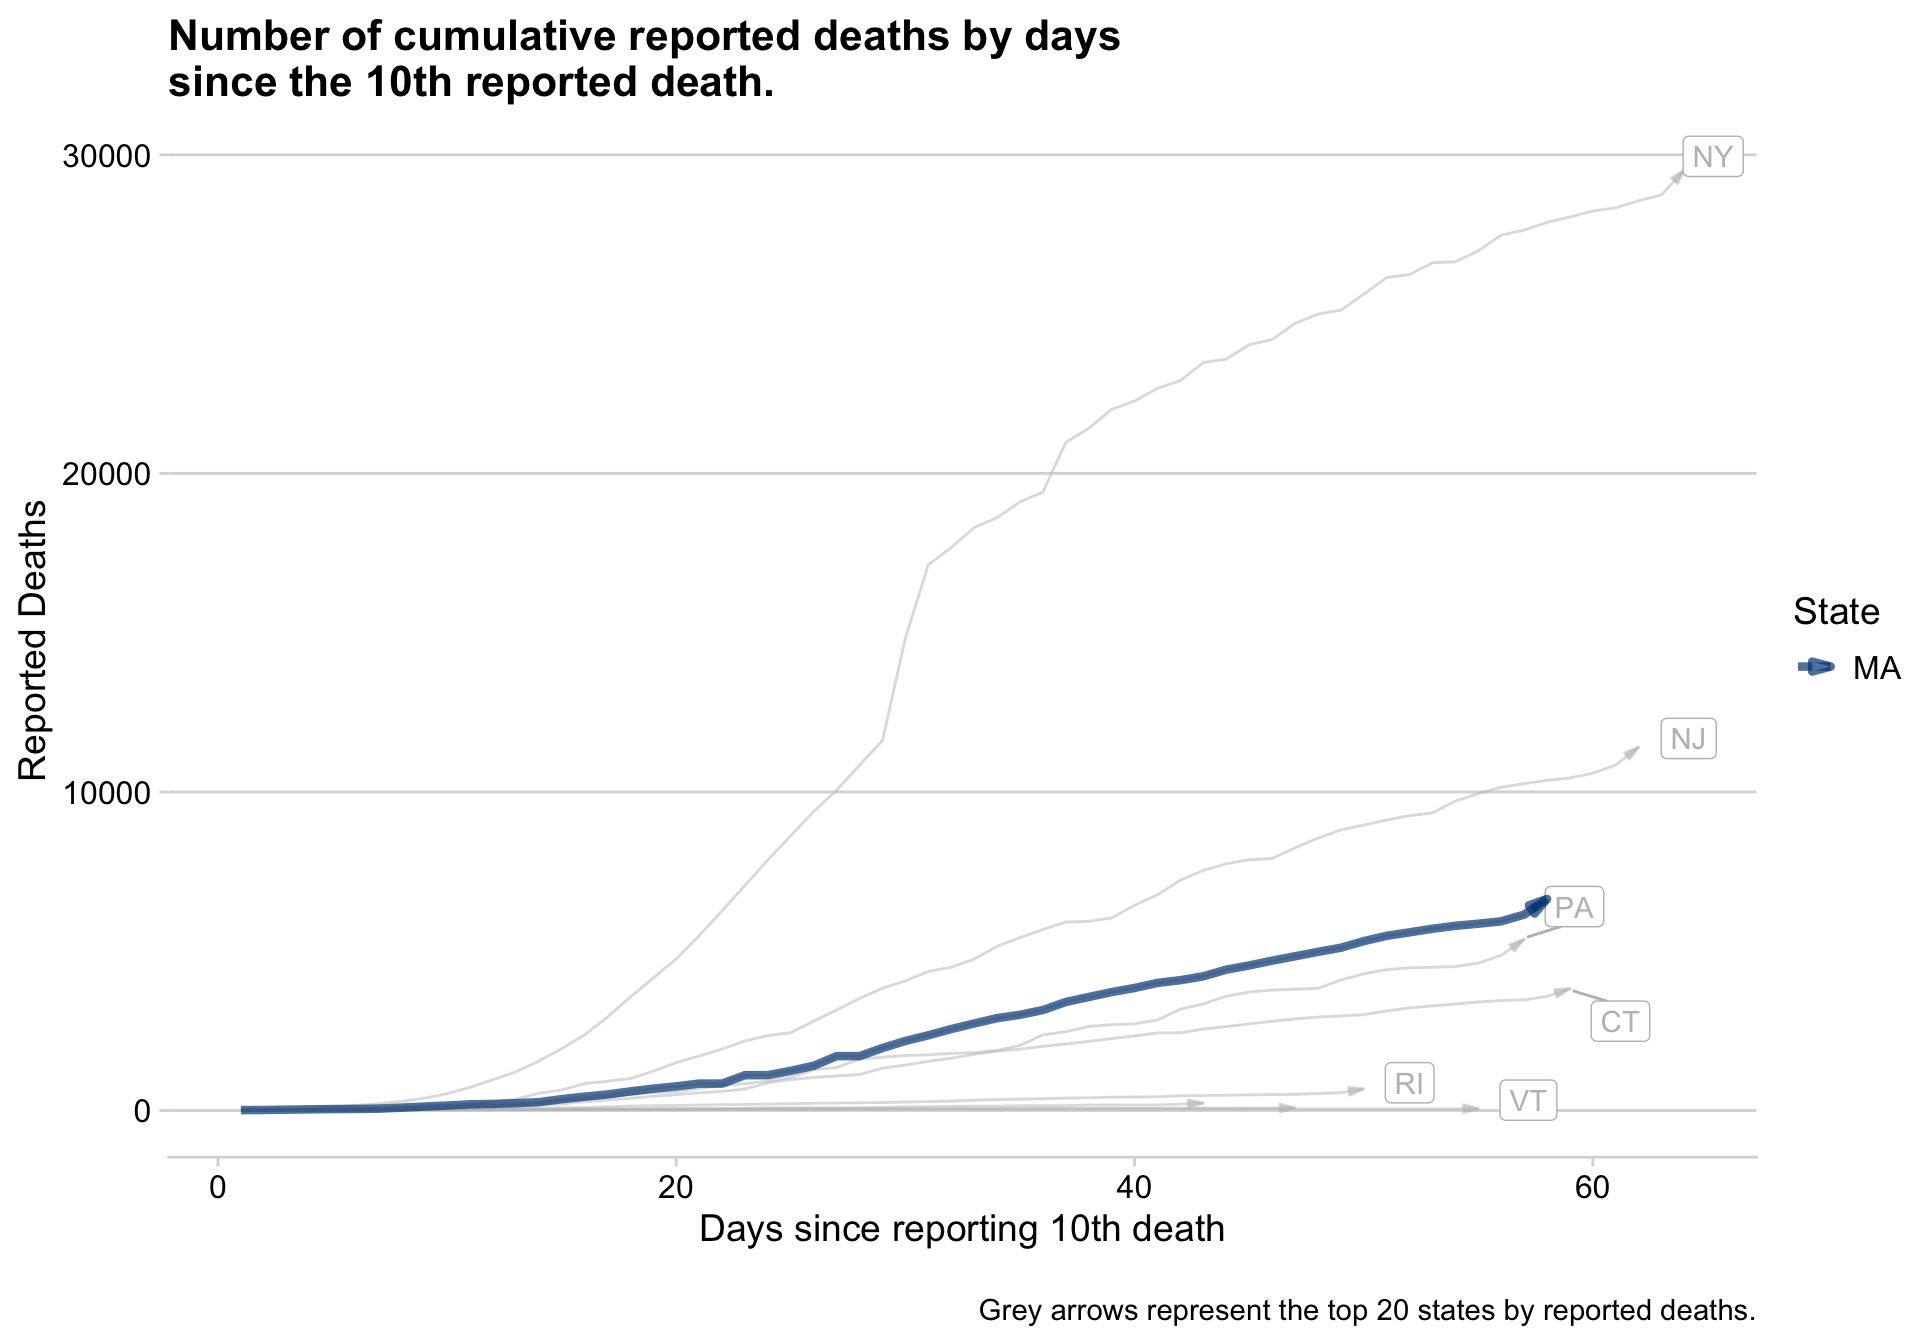 Number of cumulative reported deaths by days
since the 10th reported death.
30000
20000
10000
0
Reported Deaths
NY
NJ
PA
CT
RI
VT
State
MA
0
20
40
60
Days since reporting 10th death
Grey arrows represent the top 20 states by reported deaths.